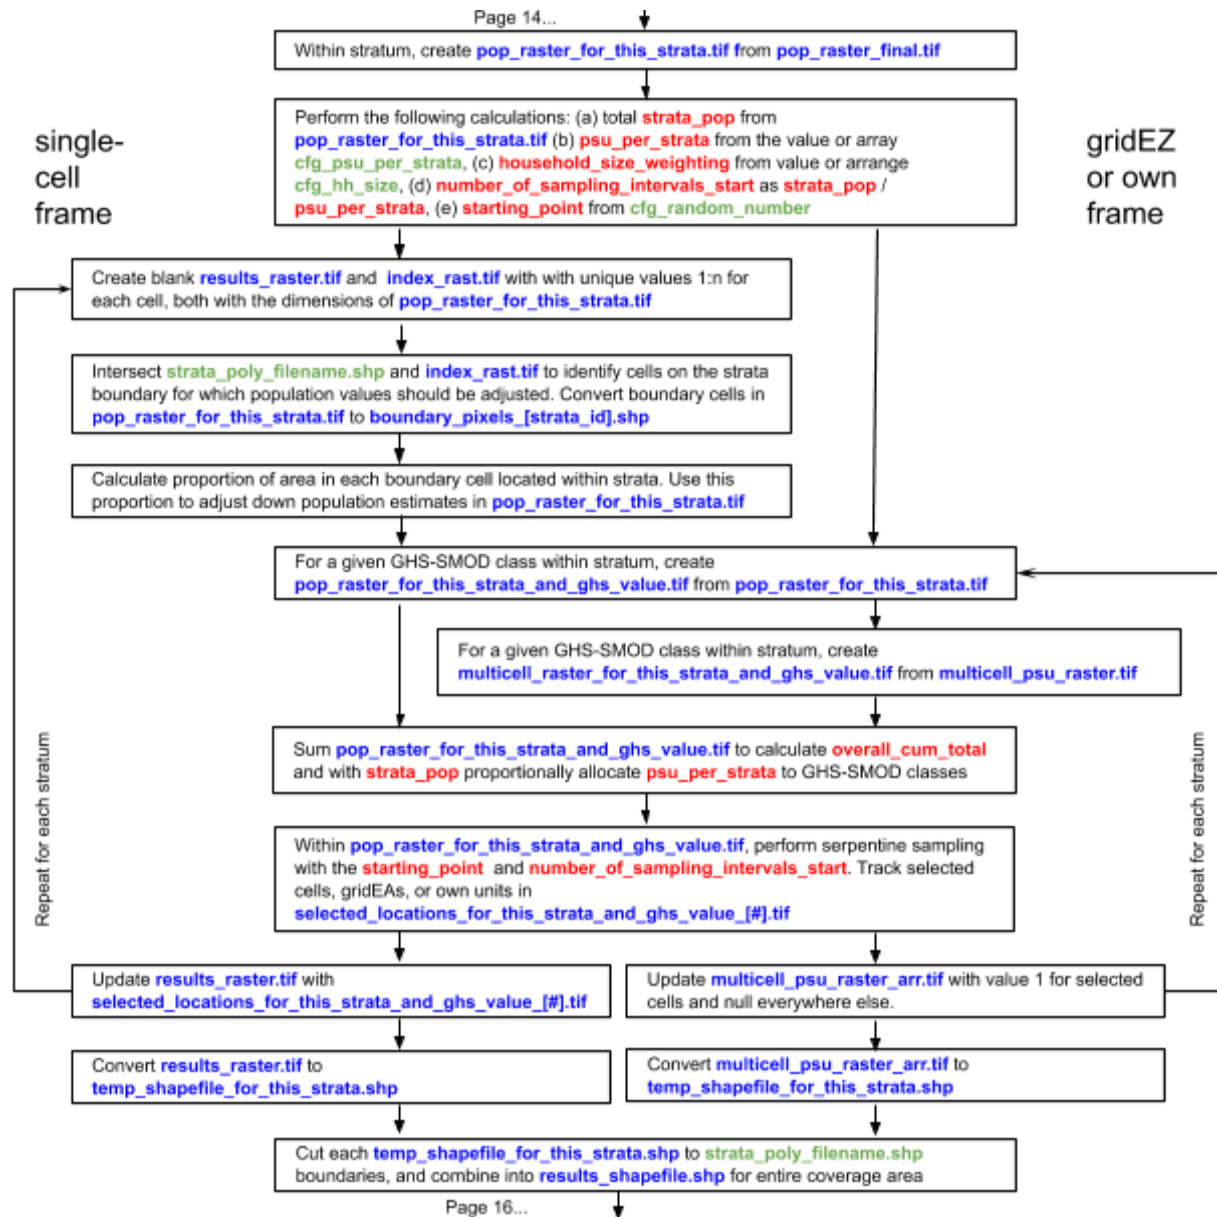 Page 14...
Within stratum, create pop_raster_for_this_strata.tif from pop_raster_final.tif
single-
cell
frame
Perform the following calculations: (a) total strata_pop from
pop_raster_for_this_strata.tif (b) psu_per_strata from the value or array
cfg_psu_per_strata, (c) household_size_weighting from value or arrange
cfg_hh_size, (d) number_of_sampling_intervals_start as strata_pop /
psu_per_strata, (e) starting_point from cfg_random_number
gridEZ
or own
frame
Create blank results_raster.tif and index_rast.tif with with unique values 1:n for
each cell, both with the dimensions of pop_raster_for_this_strata.tif
Intersect strata_poly_filename.shp and index_rast.tif to identify cells on the strata
boundary for which population values should be adjusted. Convert boundary cells in
pop_raster_for_this_strata.tif to boundary_pixels_[strata_id].shp
Calculate proportion of area in each boundary cell located within strata. Use this
proportion to adjust down population estimates in pop_raster_for_this_strata.tif
For a given GHS-SMOD class within stratum, create
pop_raster_for_this_strata_and_ghs_value.tif from pop_raster_for_this_strata.tif
For a given GHS-SMOD class within stratum, create
multicell_raster_for_this_strata_and_ghs_value.tif from multicell_psu_raster.tif
Sum pop_raster_for_this_strata_and_ghs_value.tif to calculate overall_cum_total
and with strata_pop proportionally allocate psu_per_strata to GHS-SMOD classes
Repeat for each stratum
Repeat for each stratum
Within pop_raster_for_this_strata_and_ghs_value.tif, perform serpentine sampling
with the starting_point and number_of_sampling_intervals_start. Track selected
cells, gridEAs, or own units in
selected_locations_for_this_strata_and_ghs_value_[#].tif
Update results_raster.tif with
selected_locations_for_this_strata_and_ghs_value_[#].tif
Update multicell_psu_raster_arr.tif with value 1 for selected
cells and null everywhere else.
Convert results_raster.tif to
temp_shapefile_for_this_strata.shp
Convert multicell_psu_raster_arr.tif to
temp_shapefile_for_this_strata.shp
Cut each temp_shapefile_for_this_strata.shp to strata_poly_filename.shp
boundaries, and combine into results_shapefile.shp for entire coverage area
Page 16...